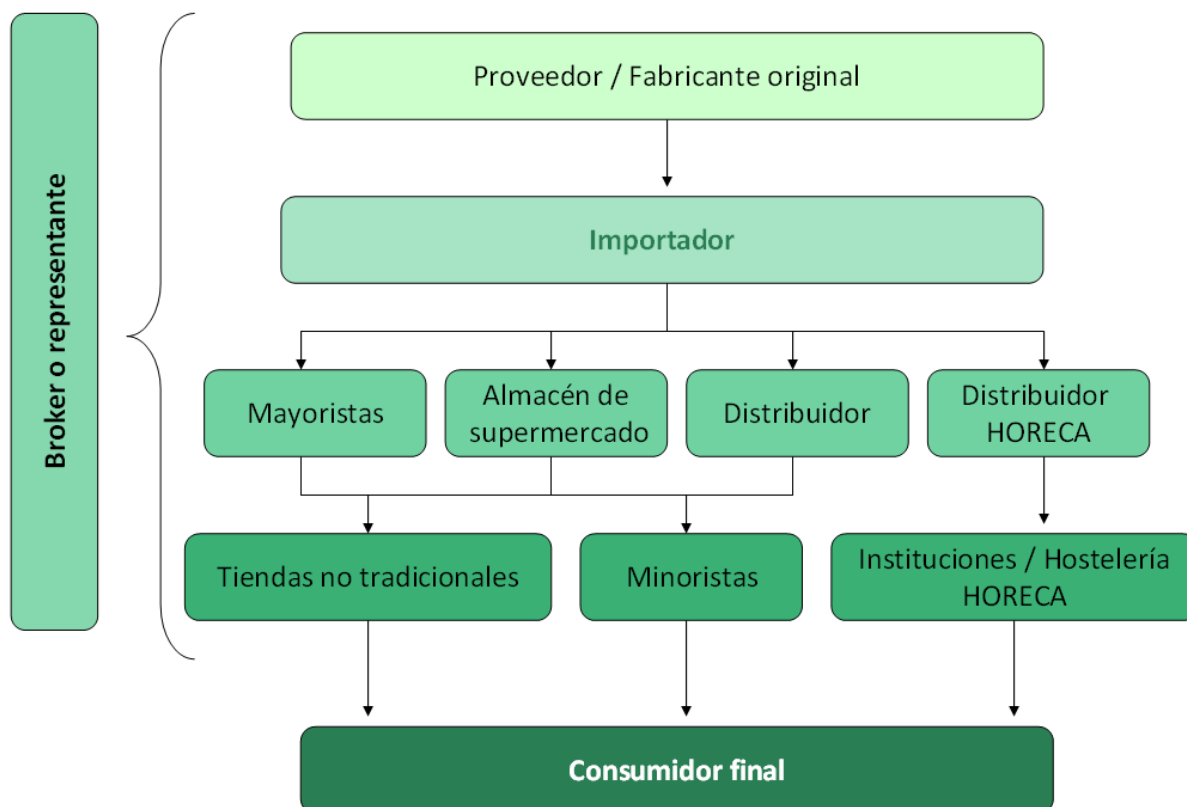 Broker o representante
Proveedor / Fabricante original
Importador
Mayoristas
Almacén de
supermercado
Distribuidor
Distribuidor
HORECA
Tiendas no tradicionales
Minoristas
Instituciones / Hostelería
HORECA
Consumidor final